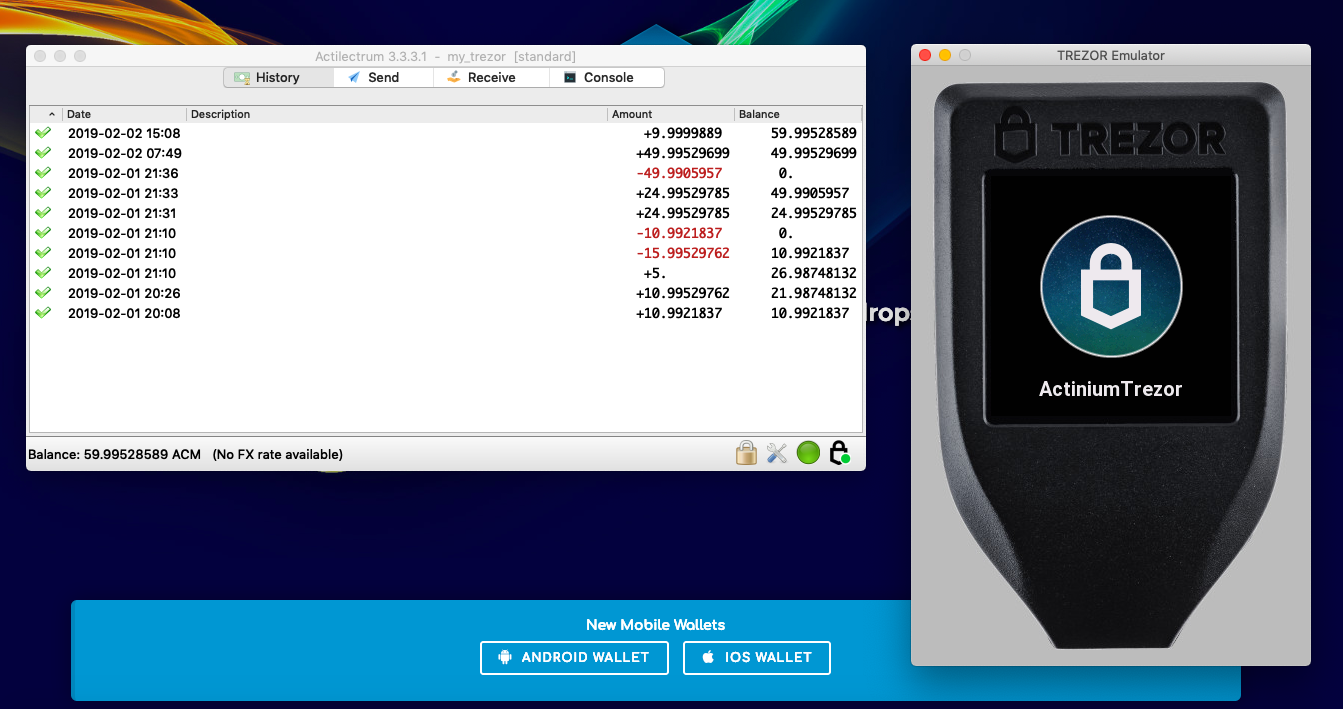 Actilectrum 3.3.3.1 - my_trezor [standard]
History Send Receive Console
Date Description Amount Balance
2019-02-02 15:08 +9.9999889 59.99528589
2019-02-02 07:49 +49.99529699 49.99529699
2019-02-01 21:36 -49.9905957 0.
2019-02-01 21:33 +24.99529785 49.9905957
2019-02-01 21:31 +24.99529785 24.99529785
2019-02-01 21:10 -10.9921837 0.
2019-02-01 21:10 -15.99529762 10.9921837
2019-02-01 21:10 +5. 26.98748132
2019-02-01 20:26 +10.99529762 21.98748132
2019-02-01 20:08 +10.9921837 10.9921837
Balance: 59.99528589 ACM (No FX rate available)
TREZOR Emulator
TREZOR
ActiniumTrezor
New Mobile Wallets
ANDROID WALLET IOS WALLET